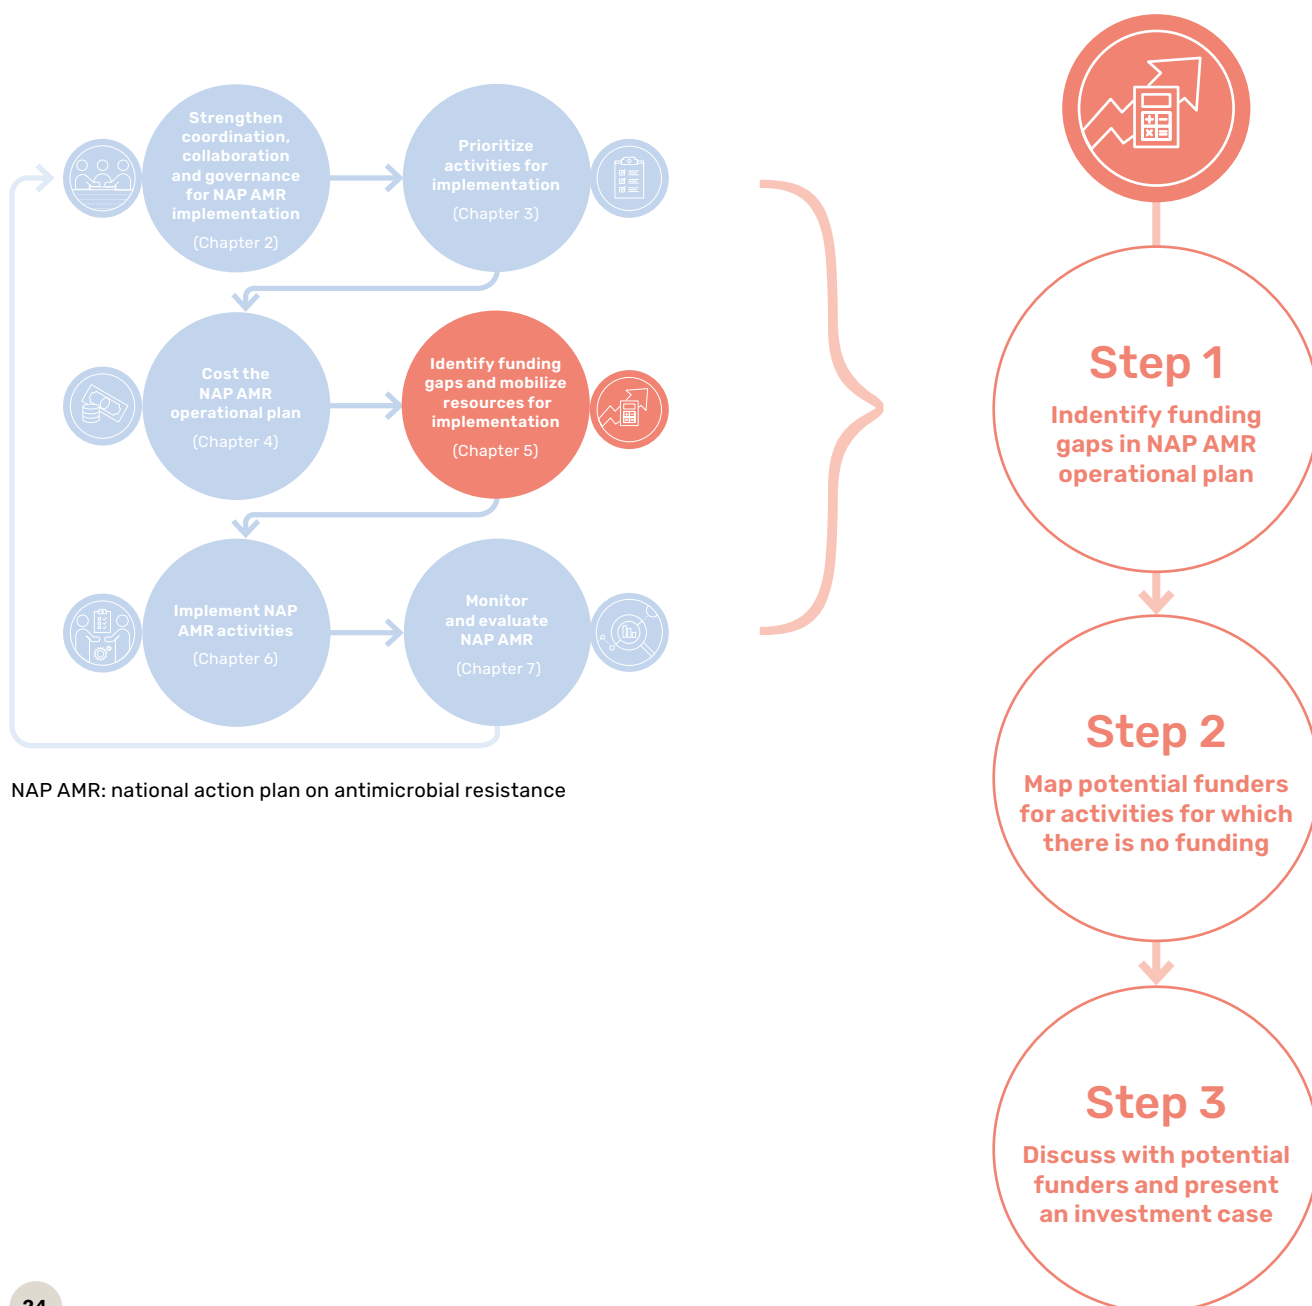 Strengthen
coordination,
collaboration
and governance
for NAP AMR
implementation
(Chapter 2)
Prioritize
activities for
implementation
(Chapter 3)
Cost the
NAP AMR
operational plan
(Chapter 4)
Identify funding
gaps and mobilize
resources for
implementation
(Chapter 5)
Implement NAP
AMR activities
(Chapter 6)
Monitor
and evaluate
NAP AMR
(Chapter 7)
NAP AMR: national action plan on antimicrobial resistance
Step 1
Indentify funding
gaps in NAP AMR
operational plan
Step 2
Map potential funders
for activities for which
there is no funding
Step 3
Discuss with potential
funders and present
an investment case
24